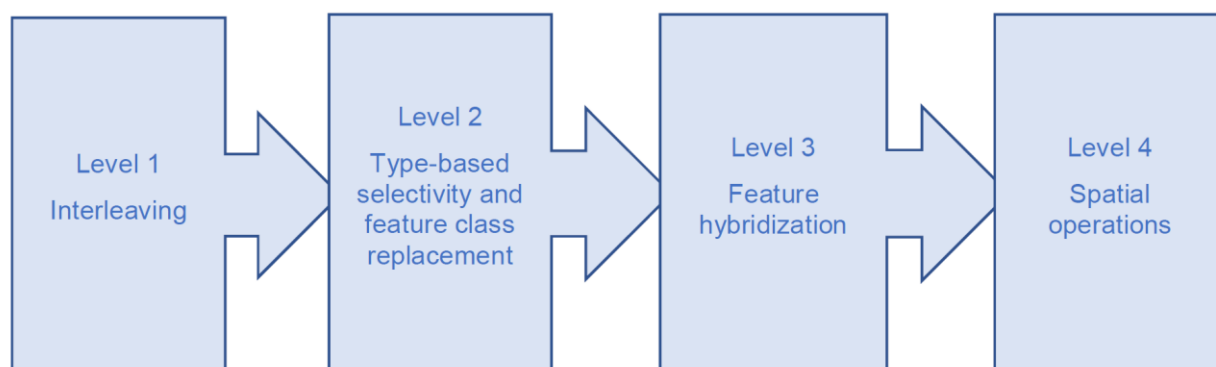 Level 1
Interleaving
Level 2
Type-based
selectivity and
feature class
replacement
Level 3
Feature
hybridization
Level 4
Spatial
operations